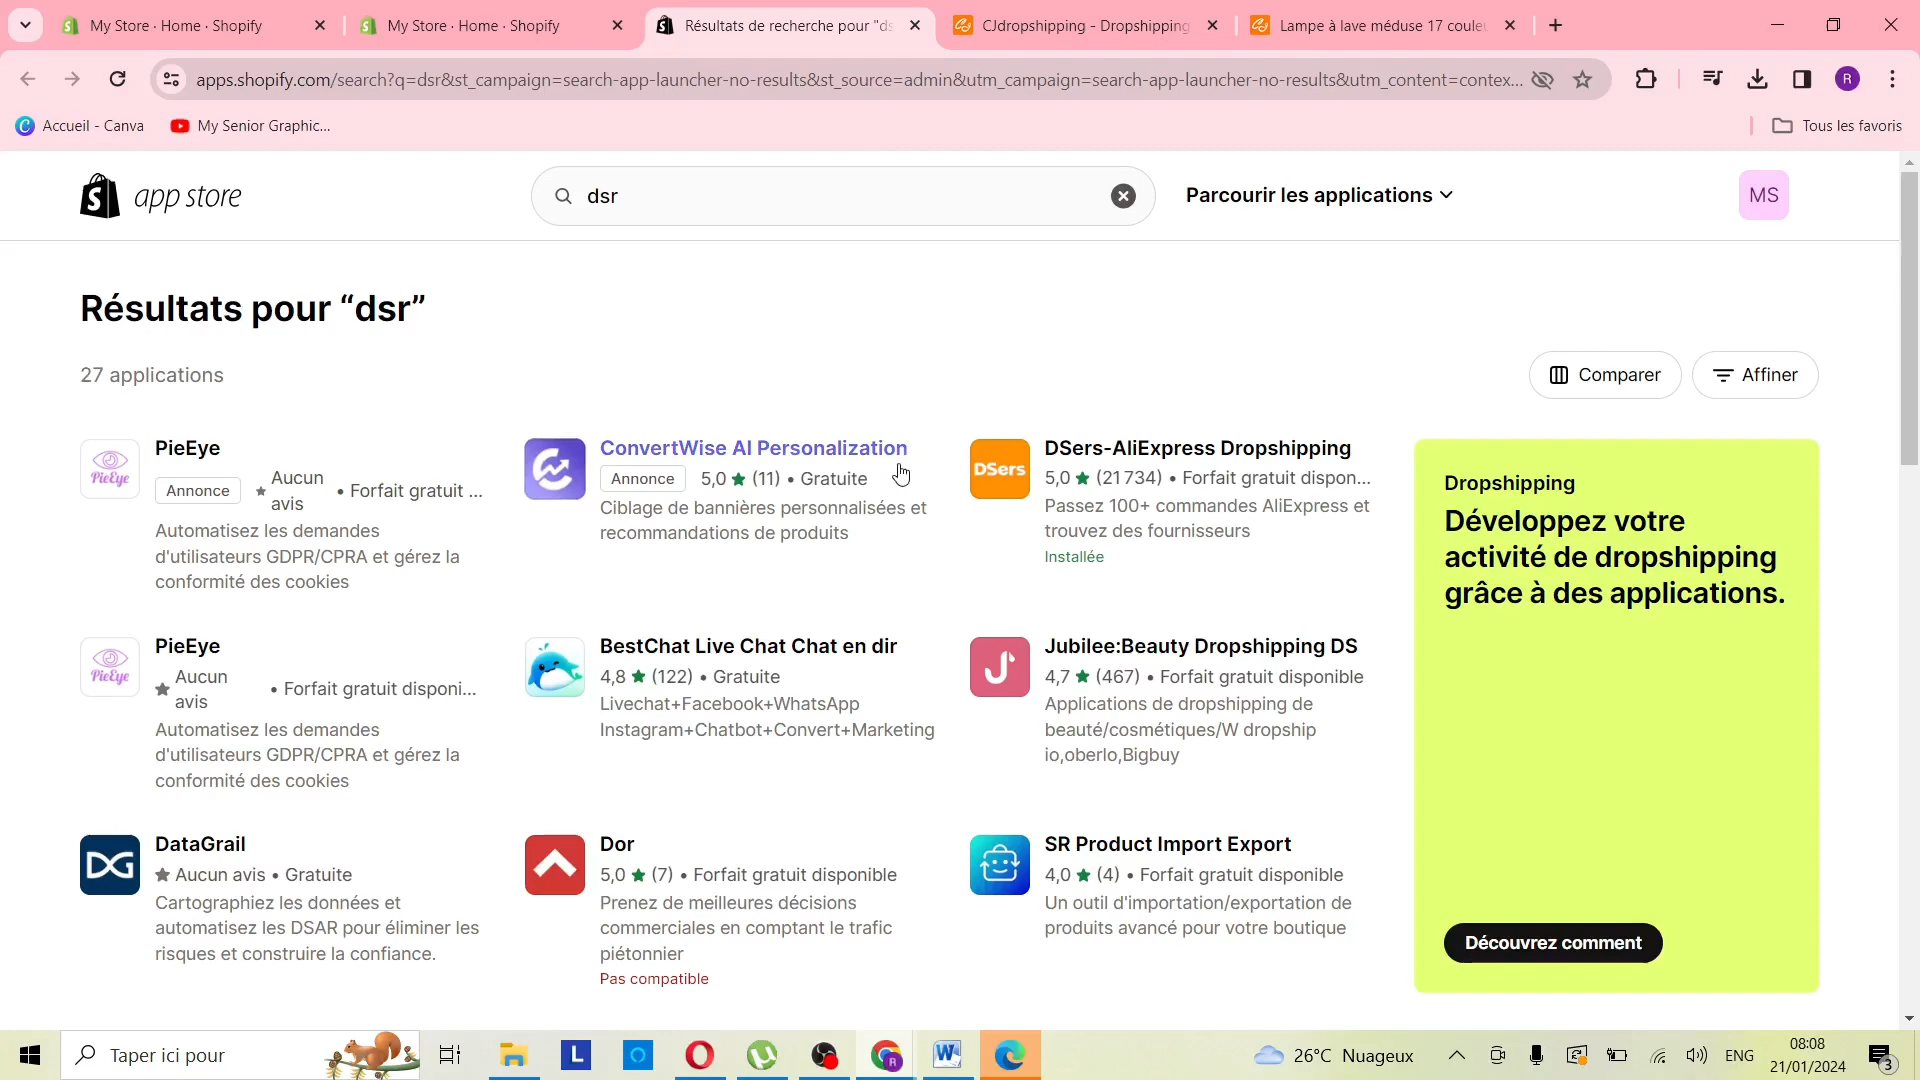 My Store · Home · Shopify
My Store · Home · Shopify
Résultats de recherche pour "ds
CJdropshipping - Dropshipping
Lampe à lave méduse 17 coule
apps.shopify.com/search?q=dsr&st_campaign=search-app-launcher-no-results&st_source=admin&utm_campaign=search-app-launcher-no-results&utm_content=contex...
R
Accueil - Canva
My Senior Graphic...
Tous les favoris
app store
dsr
Parcourir les applications
MS
Résultats pour “dsr”
27 applications
Comparer
Affiner
PieEye
PieEye
Annonce
Aucun avis • Forfait gratuit ...
Automatisez les demandes
d'utilisateurs GDPR/CPRA et gérez la
conformité des cookies
ConvertWise AI Personalization
Annonce
5,0 ★ (11) • Gratuite
Ciblage de bannières personnalisées et
recommandations de produits
DSers
DSers-AliExpress Dropshipping
5,0 ★ (21 734) • Forfait gratuit dispon...
Passez 100+ commandes AliExpress et
trouvez des fournisseurs
Installée
PieEye
PieEye
Aucun avis • Forfait gratuit disponi...
Automatisez les demandes
d'utilisateurs GDPR/CPRA et gérez la
conformité des cookies
BestChat Live Chat Chat en dir
4,8 ★ (122) • Gratuite
Livechat+Facebook+WhatsApp
Instagram+Chatbot+Convert+Marketing
Jubilee:Beauty Dropshipping DS
4,7 ★ (467) • Forfait gratuit disponible
Applications de dropshipping de
beauté/cosmétiques/W dropship
io,oberlo,Bigbuy
DG
DataGrail
★ Aucun avis • Gratuite
Cartographiez les données et
automatisez les DSAR pour éliminer les
risques et construire la confiance.
Dor
5,0 ★ (7) • Forfait gratuit disponible
Prenez de meilleures décisions
commerciales en comptant le trafic
piétonnier
Pas compatible
SR Product Import Export
4,0 ★ (4) • Forfait gratuit disponible
Un outil d'importation/exportation de
produits avancé pour votre boutique
Dropshipping
Développez votre
activité de dropshipping
grâce à des applications.
Découvrez comment
Taper ici pour
L
26°C Nuageux
ENG
08:08
21/01/2024
3